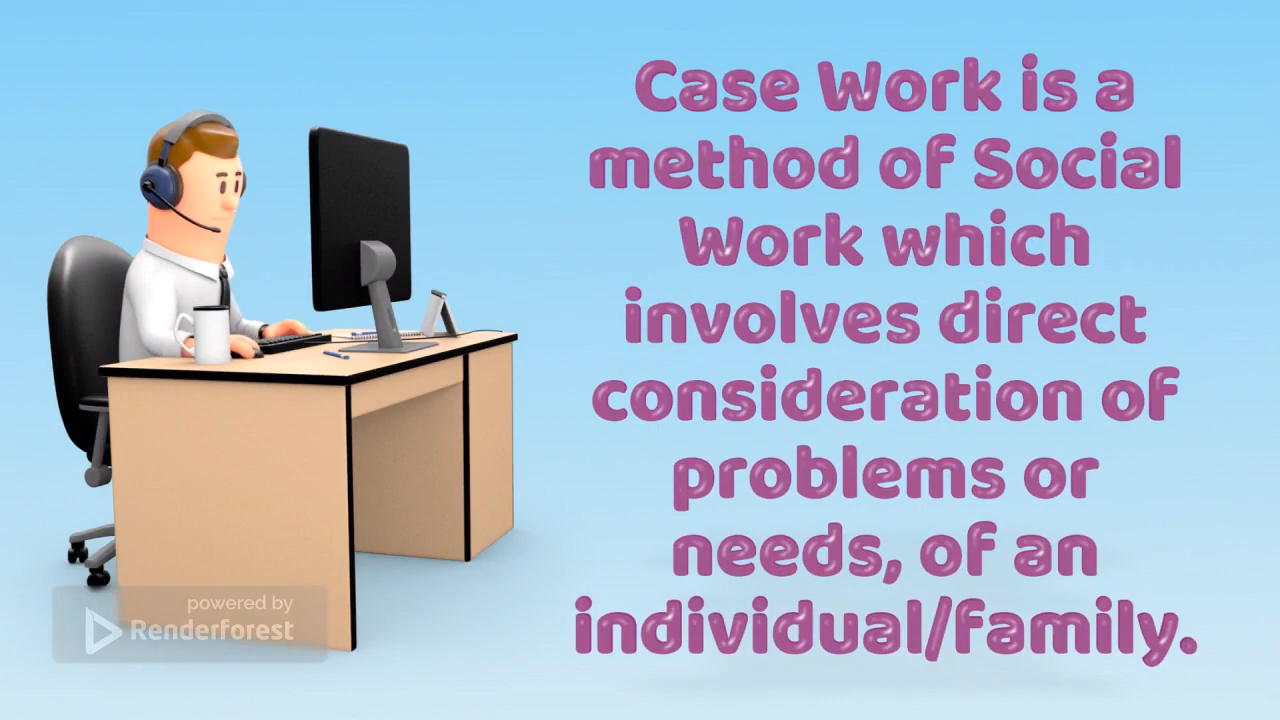 Case Work is a
method of Social
Work which
involves direct
consideration of
problems or
needs, of an
individual/family.
powered by
Renderforest